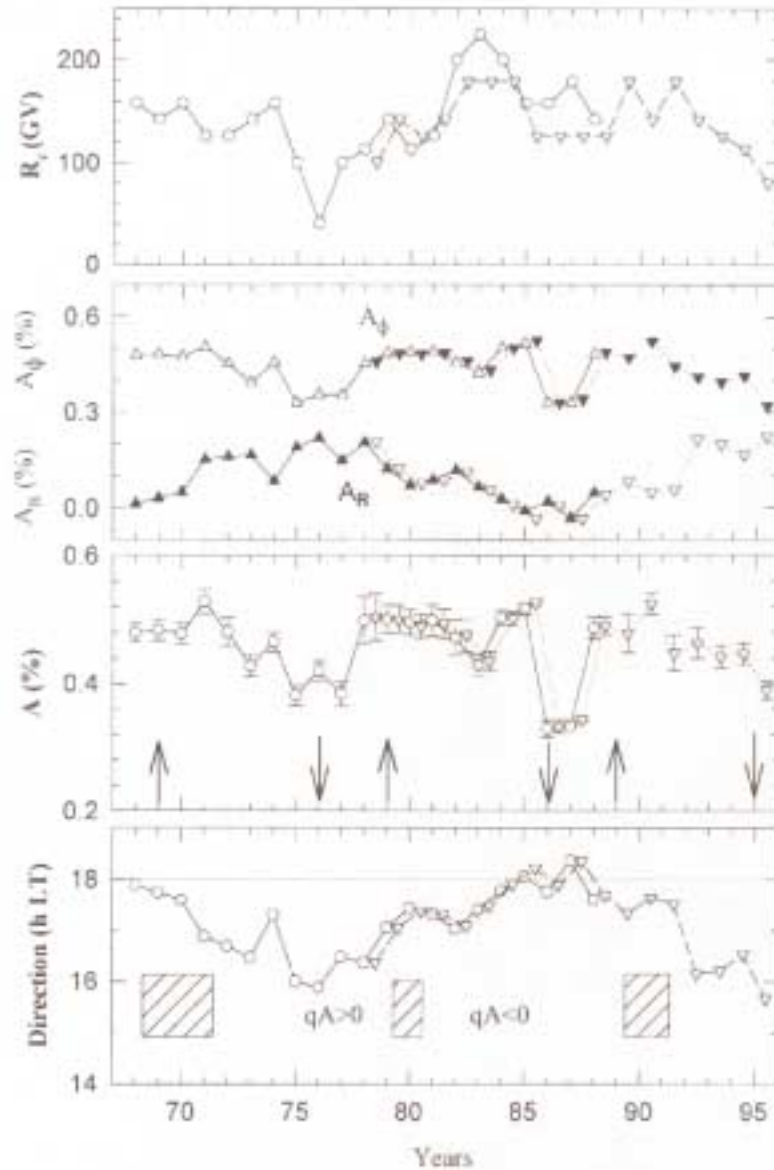 200
R_c (GV)
100
0
0.6
A_ϕ
A_ϕ (%)
0.3
A_R (%)
A_R
0.0
0.6
A (%)
0.4
0.2
18
Direction (h LT)
16
qA>0
qA<0
14
70 75 80 85 90 95
Years